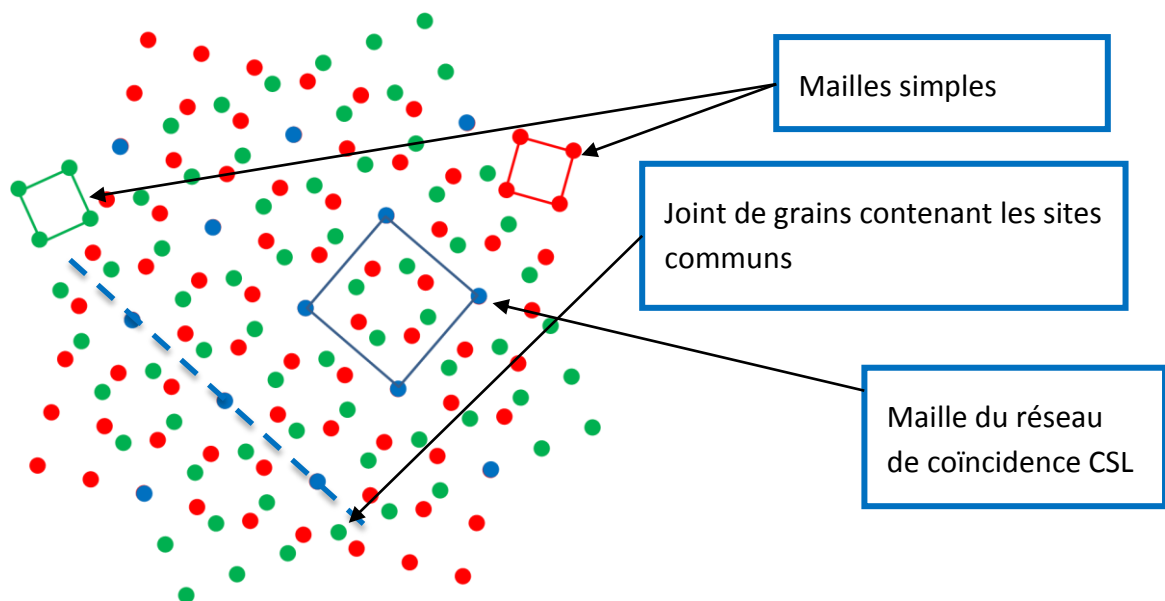 Mailles simples
Joint de grains contenant les sites
communs
Maille du réseau
de coïncidence CSL